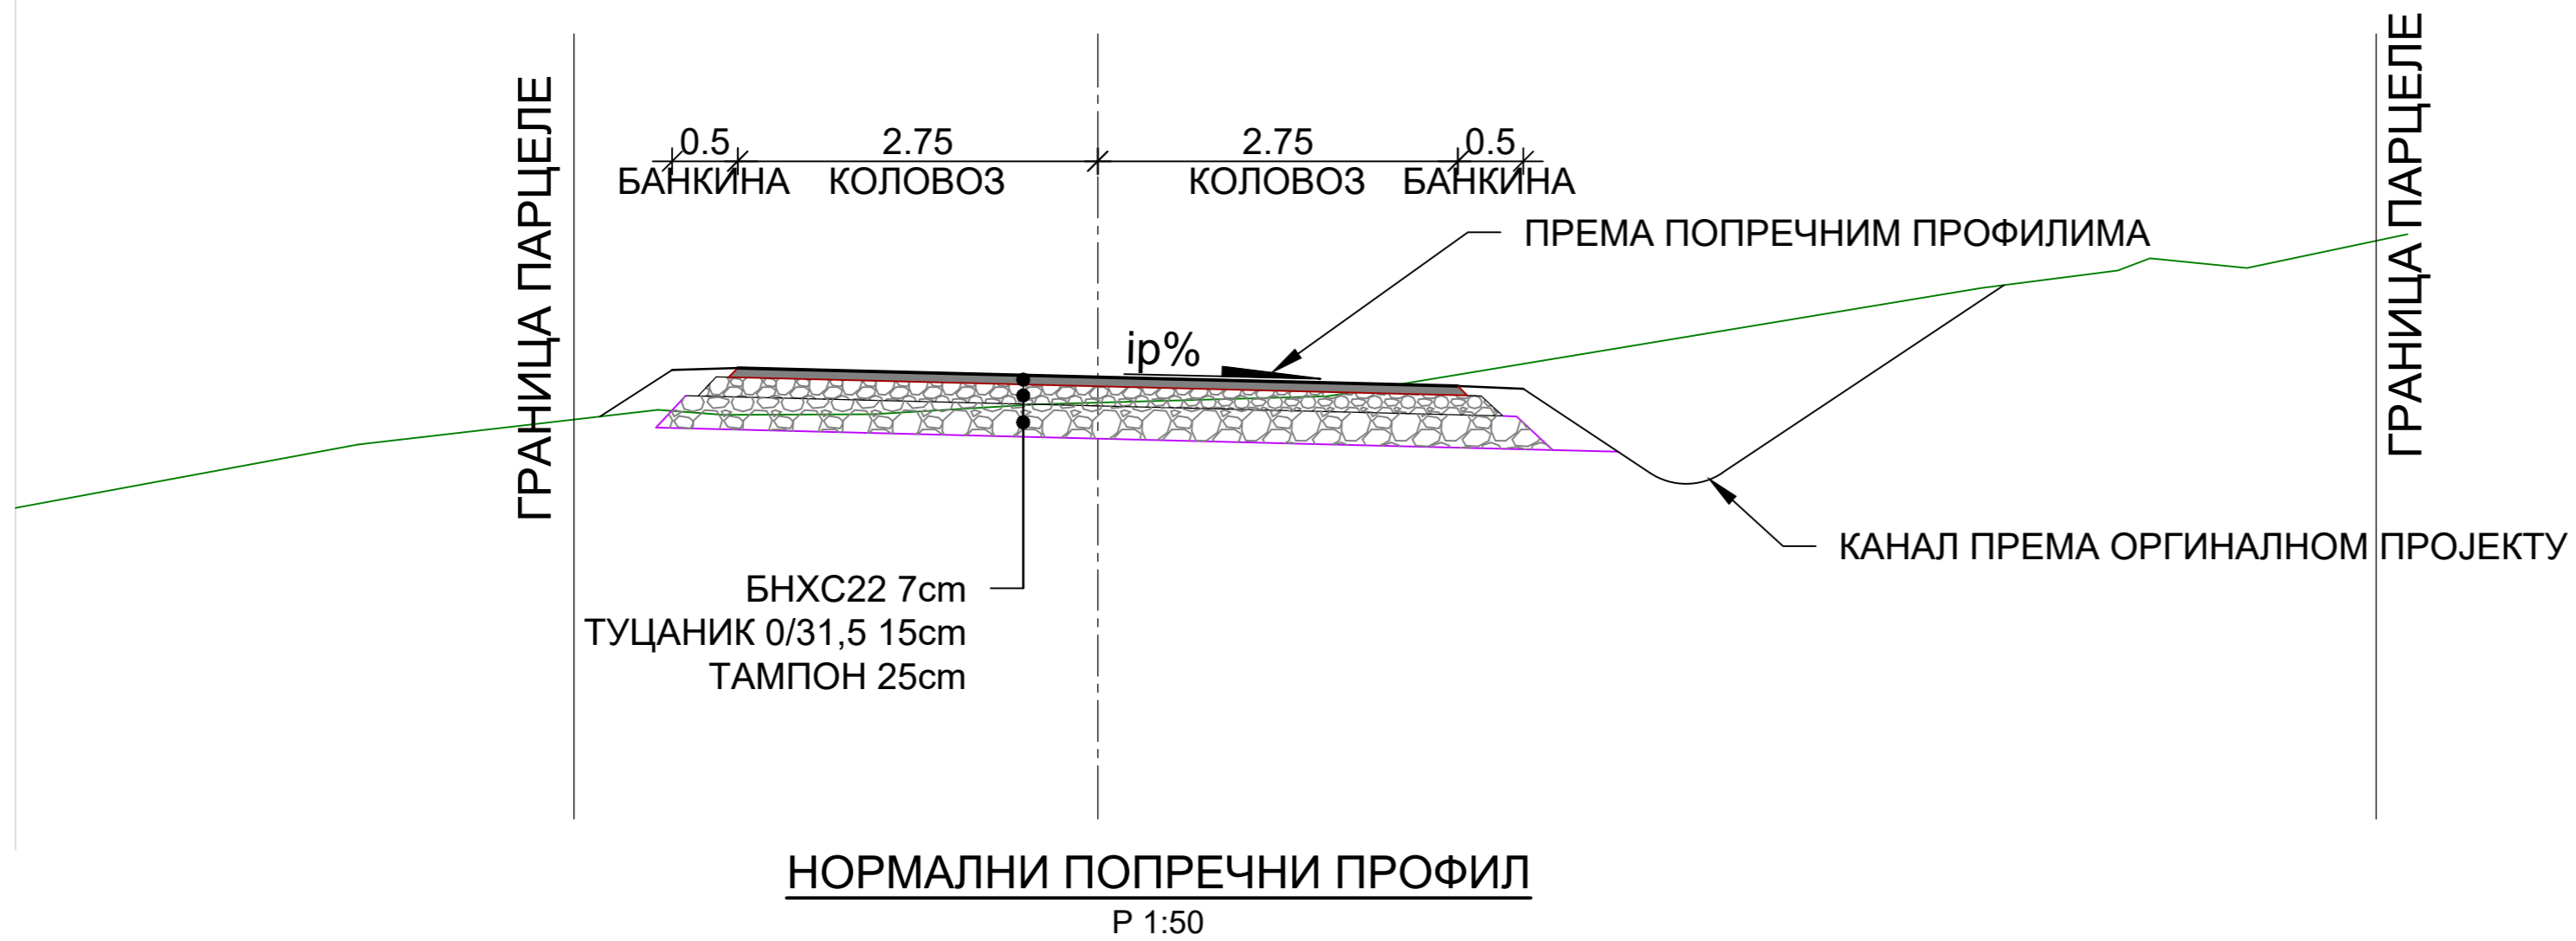 ГРАНИЦА ПАРЦЕЛЕ
ГРАНИЦА ПАРЦЕЛЕ
0.5 2.75 2.75 0.5
БАНКИНА КОЛОВОЗ КОЛОВОЗ БАНКИНА
ПРЕМА ПОПРЕЧНИМ ПРОФИЛИМА
ip%
КАНАЛ ПРЕМА ОРГИНАЛНОМ ПРОЈЕКТУ
БНХС22 7cm
ТУЦАНИК 0/31,5 15cm
ТАМПОН 25cm
НОРМАЛНИ ПОПРЕЧНИ ПРОФИЛ
Р 1:50